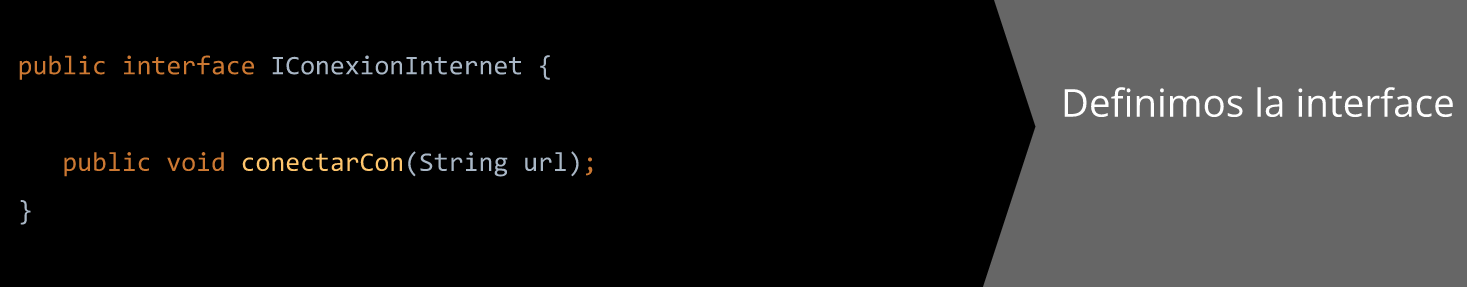 public interface IConexionInternet {
public void conectarCon(String url);
}
Definimos la interface